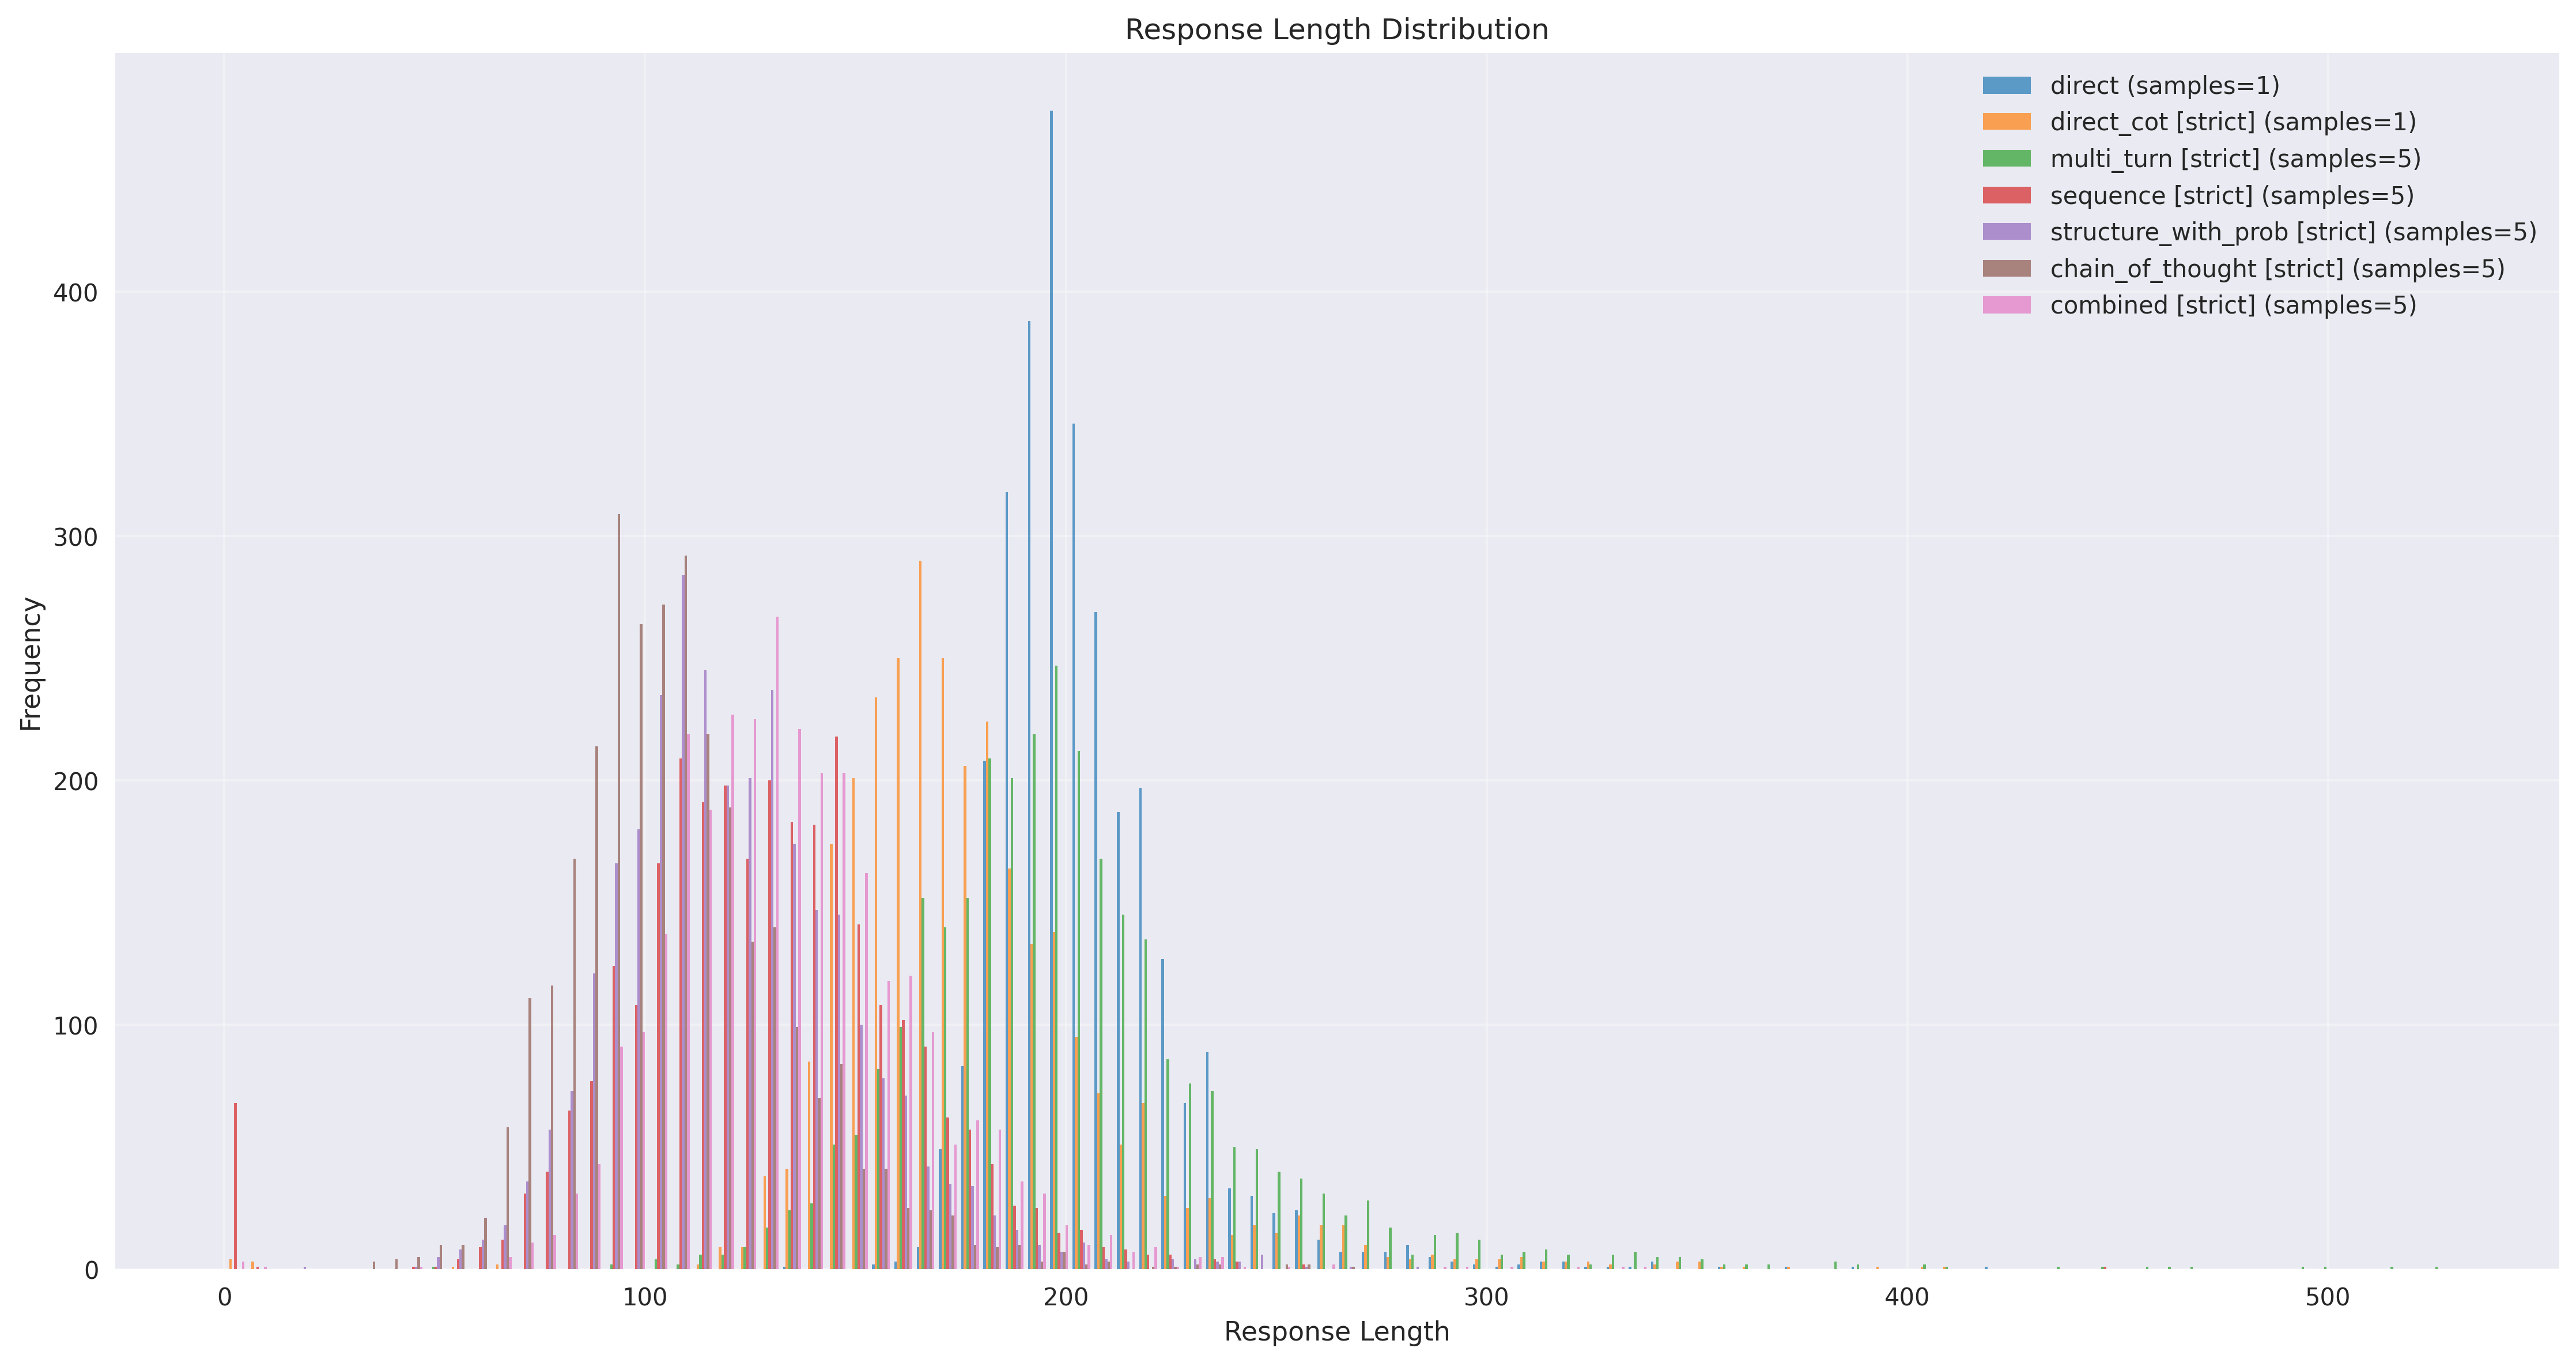 Response Length Distribution
direct (samples=1)
direct_cot [strict] (samples=1)
multi_turn [strict] (samples=5)
sequence [strict] (samples=5)
structure_with_prob [strict] (samples=5)
chain_of_thought [strict] (samples=5)
combined [strict] (samples=5)
Frequency
400
300
200
100
0
0 100 200 300 400 500
Response Length